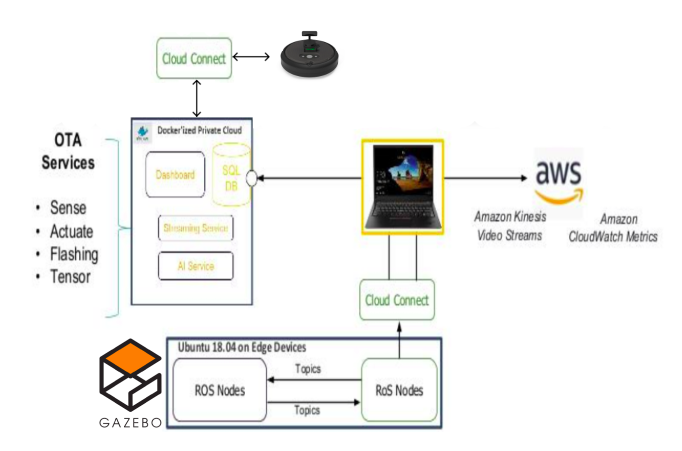 Cloud Connect
OTA
Services
• Sense
• Actuate
• Flashing
• Tensor
Docker'ized Private Cloud
Dashboard
SQL
DB
Streaming Service
AI Service
aws
Amazon Kinesis
Video Streams
Amazon
CloudWatch Metrics
Cloud Connect
Ubuntu 18.04 on Edge Devices
ROS Nodes
Topics
Topics
RoS Nodes
GAZEBO